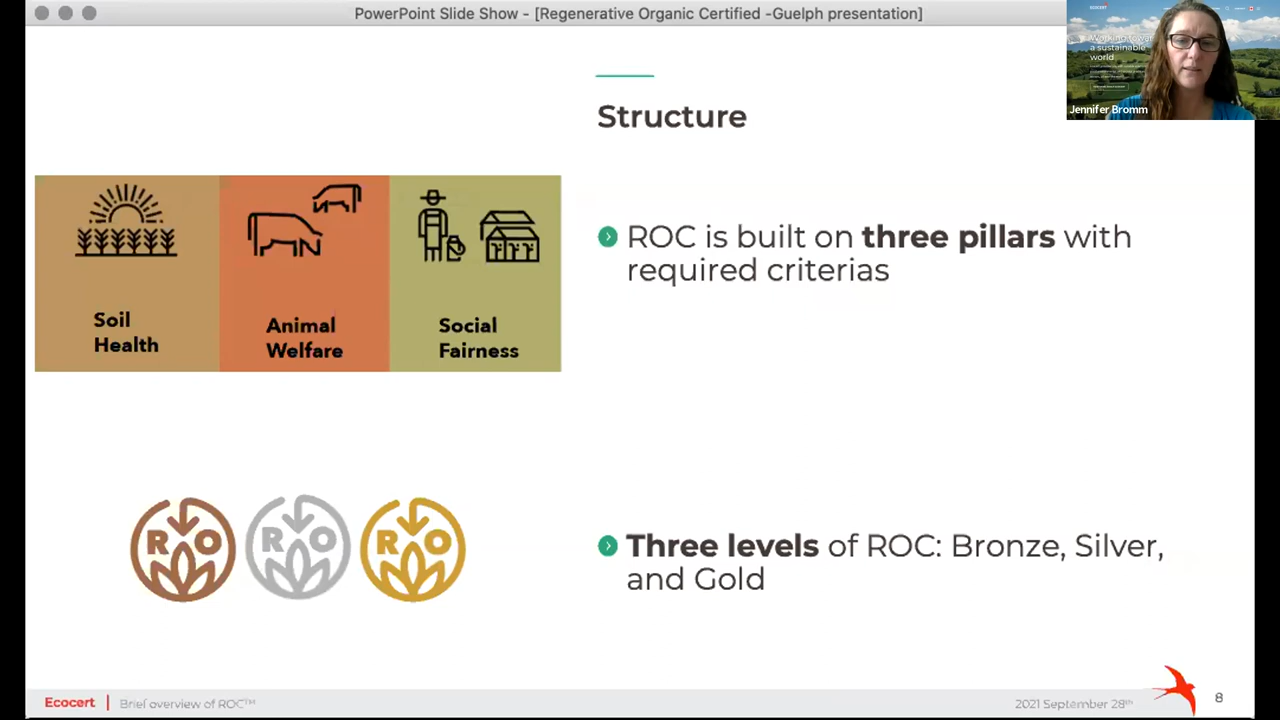 PowerPoint Slide Show - [Regenerative Organic Certified -Guelph presentation]
ECOCERT
a sustainable
world
Jennifer Bromm
Structure
Soil
Health
Animal
Welfare
Social
Fairness
ROC is built on three pillars with
required criterias
R O
R O
R O
Three levels of ROC: Bronze, Silver,
and Gold
Ecocert | Brief overview of ROC™
2021 September 28th
8